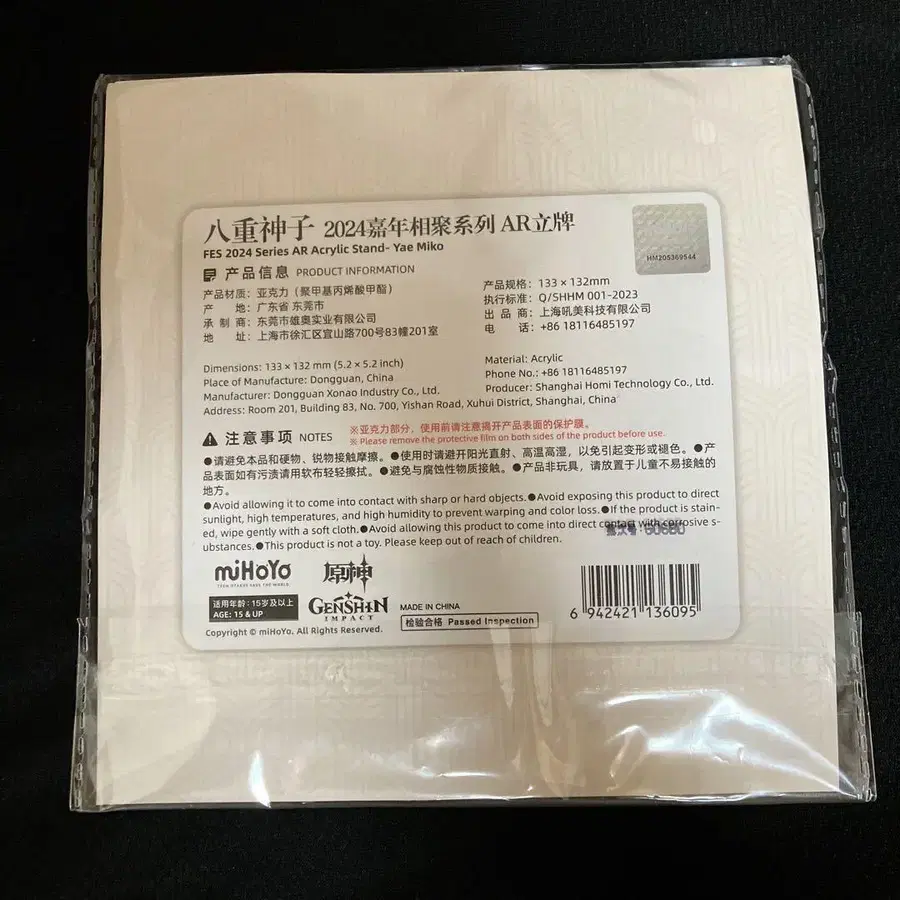 八重神子 2024嘉年相聚系列 AR立牌
FES 2024 Series AR Acrylic Stand- Yae Miko
HM205369544
产品信息 PRODUCT INFORMATION
产品材质：亚克力（聚甲基丙烯酸甲酯）
产 地：广东省 东莞市
承 制 商：东莞市雄奥实业有限公司
地 址：上海市徐汇区宜山路700号83幢201室
产品规格：133 × 132mm
执行标准：Q/SHHM 001-2023
出 品 商：上海吼美科技有限公司
电 话：+86 18116485197
Dimensions: 133 × 132 mm (5.2 × 5.2 inch)
Place of Manufacture: Dongguan, China
Manufacturer: Dongguan Xonao Industry Co., Ltd.
Address: Room 201, Building 83, No. 700, Yishan Road, Xuhui District, Shanghai, China
Material: Acrylic
Phone No.: +86 18116485197
Producer: Shanghai Homi Technology Co., Ltd.
注意事项 NOTES
※亚克力部分，使用前请注意揭开产品表面的保护膜。
※ Please remove the protective film on both sides of the product before use.
●请避免本品和硬物、锐物接触摩擦。●使用时请避开阳光直射、高温高湿，以免引起变形或褪色。●产
品表面如有污渍请用软布轻轻擦拭。●避免与腐蚀性物质接触。●产品非玩具，请放置于儿童不易接触的
地方。
●Avoid allowing it to come into contact with sharp or hard objects.●Avoid exposing this product to direct
sunlight, high temperatures, and high humidity to prevent warping and color loss.●If the product is stain-
ed, wipe gently with a soft cloth.●Avoid allowing this product to come into direct contact with corrosive s-
ubstances.●This product is not a toy. Please keep out of reach of children.
miHoYo
TECH OTAKUS SAVE THE WORLD
原神
GENSHIN
IMPACT
适用年龄：15岁及以上
AGE: 15 & UP
Copyright © miHoYo. All Rights Reserved.
MADE IN CHINA
检验合格 Passed Inspection
6 942421 136095